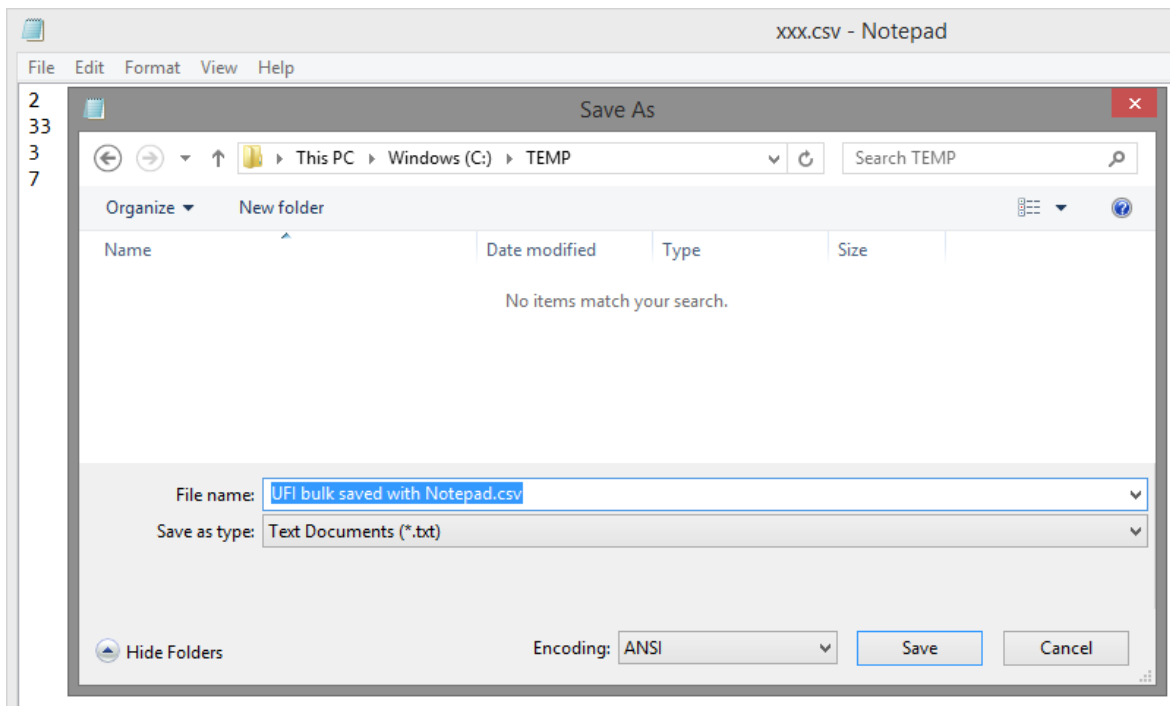 xxx.csv - Notepad
File Edit Format View Help
2
33
3
7
Save As
This PC Windows (C:) TEMP
Search TEMP
Organize New folder
Name Date modified Type Size
No items match your search.
File name: UFI bulk saved with Notepad.csv
Save as type: Text Documents (*.txt)
Hide Folders Encoding: ANSI Save Cancel